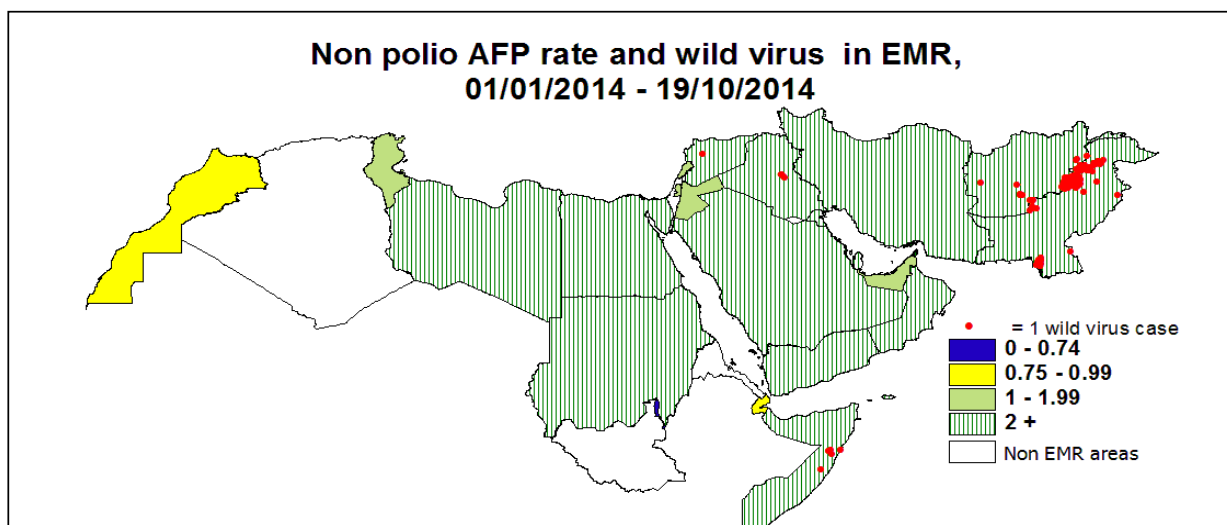 Non polio AFP rate and wild virus in EMR,
01/01/2014 - 19/10/2014
= 1 wild virus case
0 - 0.74
0.75 - 0.99
1 - 1.99
2 +
Non EMR areas